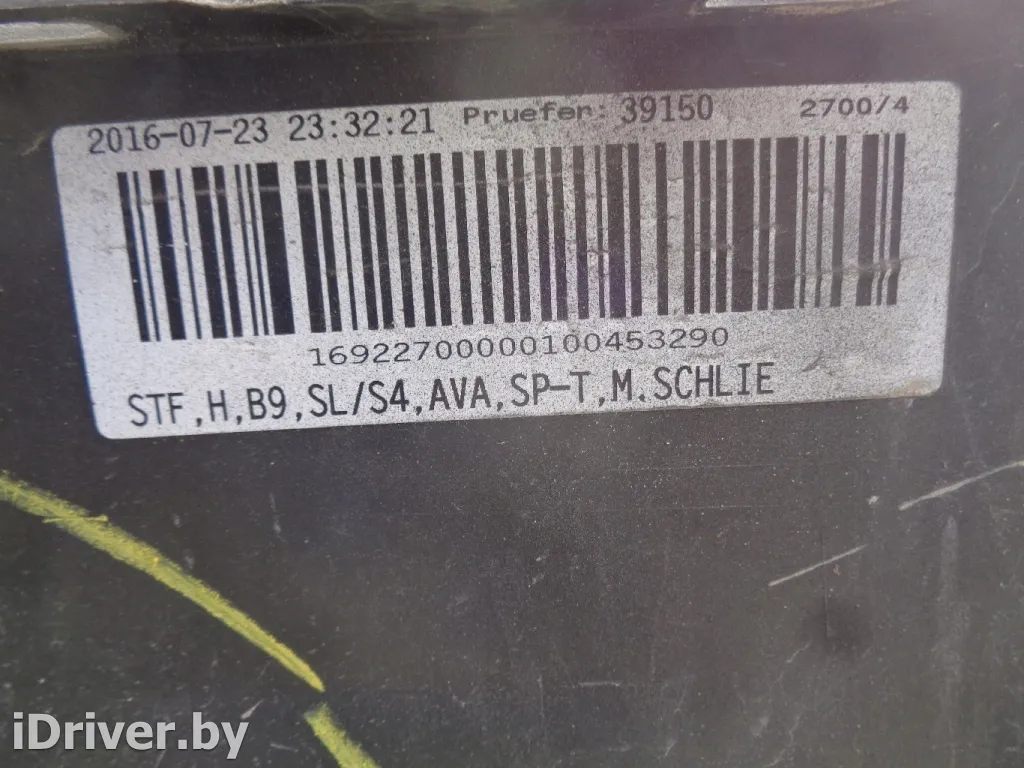 2016-07-23 23:32:21 Pruefer: 39150 2700/4
16922700000100453290
STF,H,B9,SL/S4,AVA,SP-T,M.SCHLIE
iDriver.by